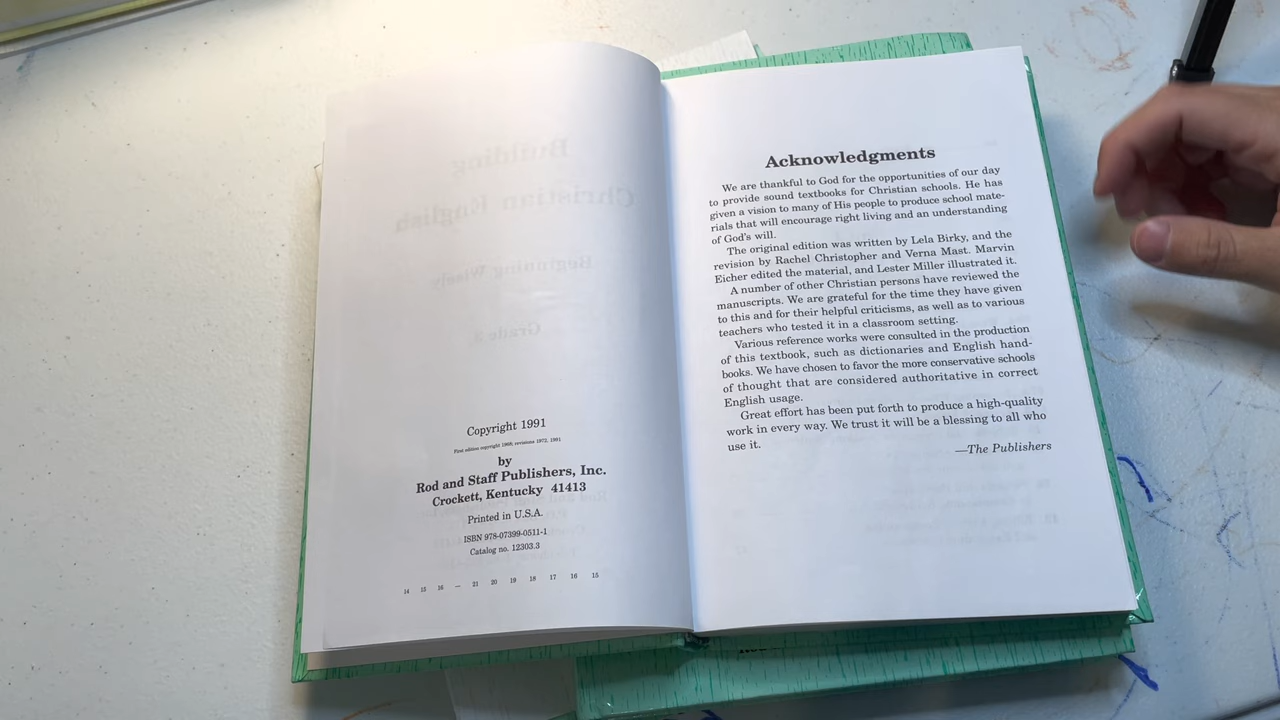 Building
Christian English
Beginning Wisely
Grade 3
Copyright 1991
First edition copyright 1968; revisions 1972, 1991
by
Rod and Staff Publishers, Inc.
Crockett, Kentucky 41413
Printed in U.S.A.
ISBN 978-07399-0511-1
Catalog no. 12303.3
14 15 16 — 21 20 19 18 17 16 15
Acknowledgments
We are thankful to God for the opportunities of our day
to provide sound textbooks for Christian schools. He has
given a vision to many of His people to produce school mate-
rials that will encourage right living and an understanding
of God's will.
The original edition was written by Lela Birky, and the
revision by Rachel Christopher and Verna Mast. Marvin
Eicher edited the material, and Lester Miller illustrated it.
A number of other Christian persons have reviewed the
manuscripts. We are grateful for the time they have given
to this and for their helpful criticisms, as well as to various
teachers who tested it in a classroom setting.
Various reference works were consulted in the production
of this textbook, such as dictionaries and English hand-
books. We have chosen to favor the more conservative schools
of thought that are considered authoritative in correct
English usage.
Great effort has been put forth to produce a high-quality
work in every way. We trust it will be a blessing to all who
use it.
—The Publishers